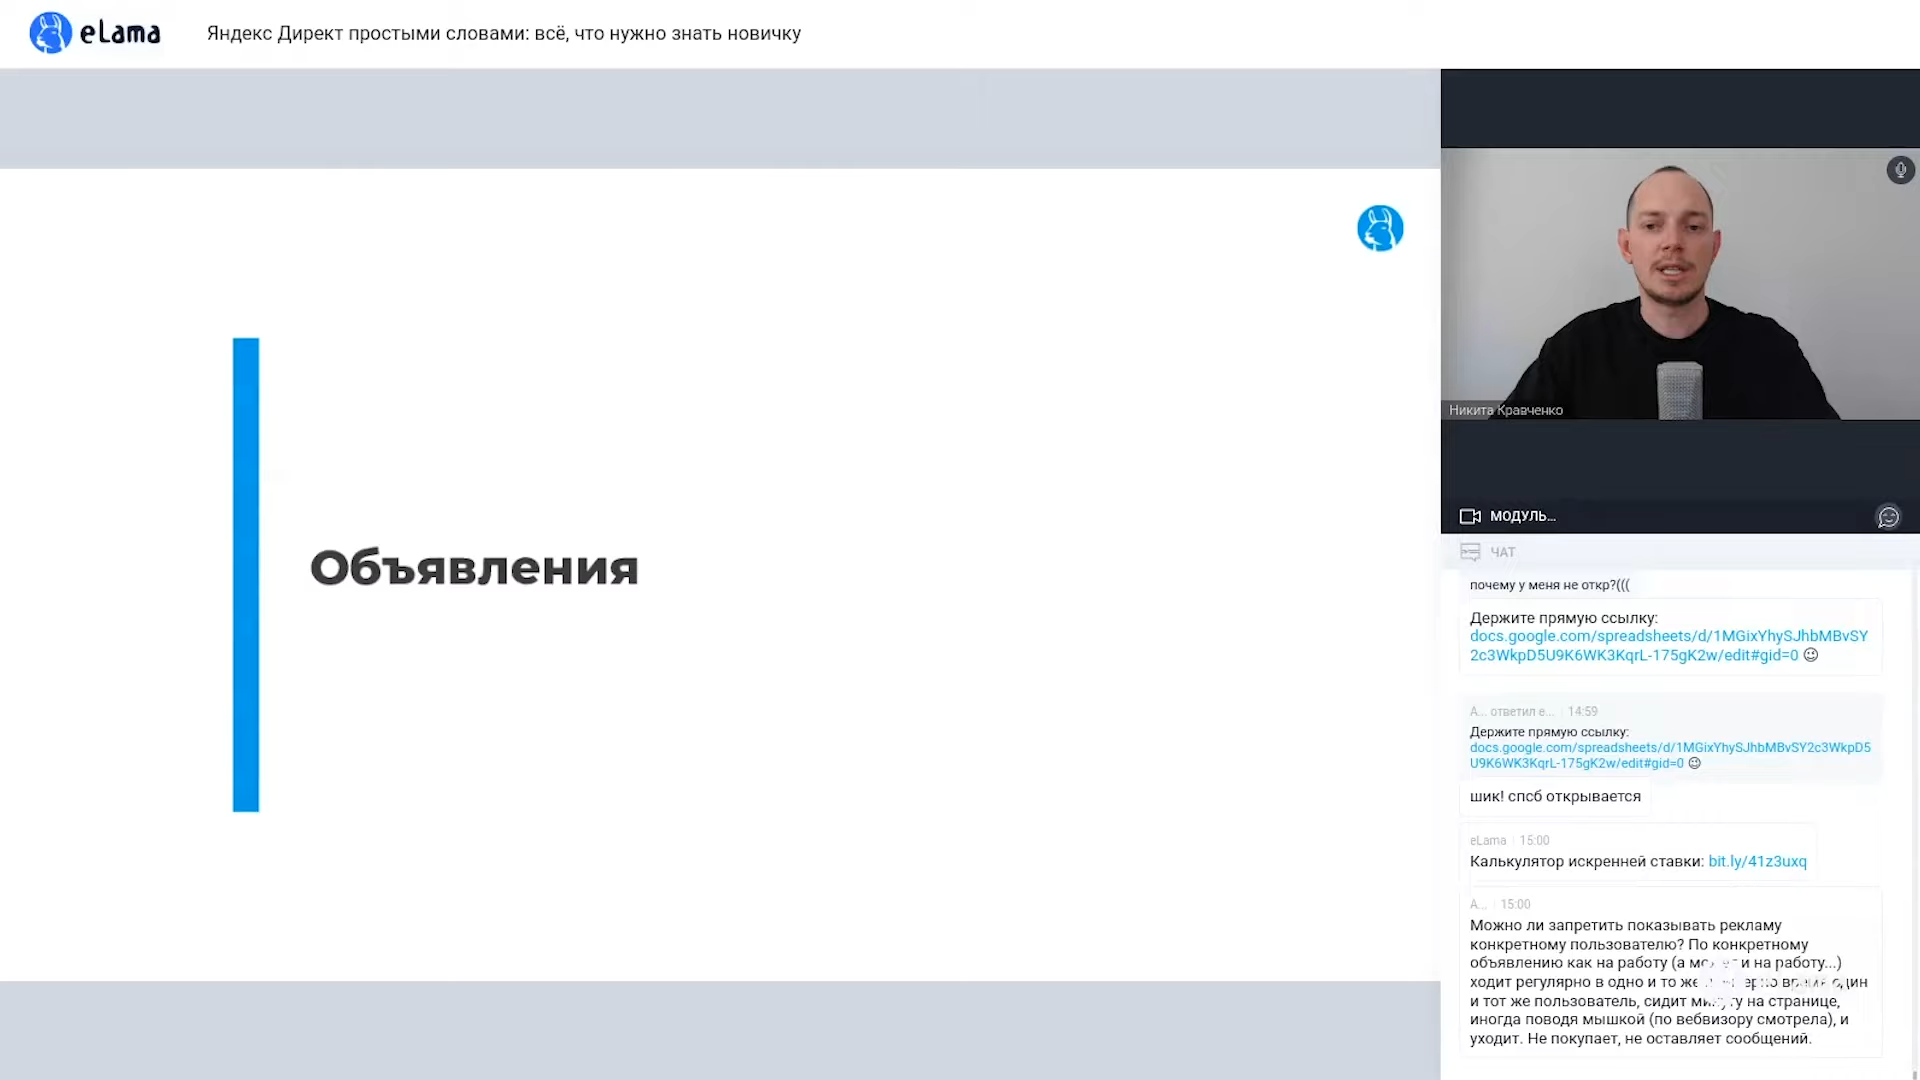 eLama
Яндекс Директ простыми словами: всё, что нужно знать новичку
Объявления
Никита Кравченко
МОДУЛЬ...
ЧАТ
почему у меня не откр?(((
Держите прямую ссылку:
docs.google.com/spreadsheets/d/1MGixYhySJhbMBvSY
2c3WkpD5U9K6WK3KqrL-175gK2w/edit#gid=0 😉
А... ответил е... 14:59
Держите прямую ссылку:
docs.google.com/spreadsheets/d/1MGixYhySJhbMBvSY2c3WkpD5
U9K6WK3KqrL-175gK2w/edit#gid=0 😉
шик! спсб открывается
eLama 15:00
Калькулятор искренней ставки: bit.ly/41z3uxq
А... 15:00
Можно ли запретить показывать рекламу
конкретному пользователю? По конкретному
объявлению как на работу (а может и на работу...)
ходит регулярно в одно и то же время один
и тот же пользователь, сидит минуту на странице,
иногда поводя мышкой (по вебвизору смотрела), и
уходит. Не покупает, не оставляет сообщений.